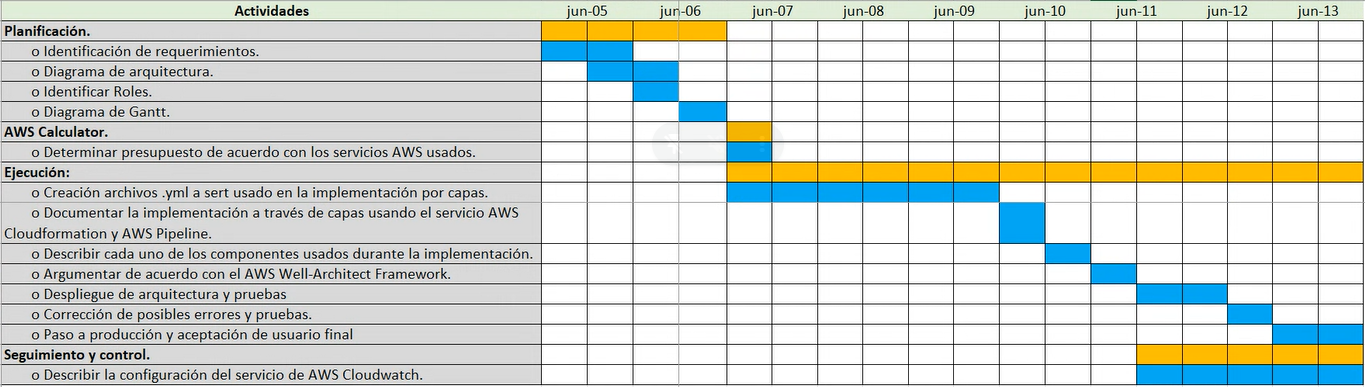 Actividades jun-05 jun-06 jun-07 jun-08 jun-09 jun-10 jun-11 jun-12 jun-13
Planificación.
o Identificación de requerimientos.
o Diagrama de arquitectura.
o Identificar Roles.
o Diagrama de Gantt.
AWS Calculator.
o Determinar presupuesto de acuerdo con los servicios AWS usados.
Ejecución:
o Creación archivos .yml a sert usado en la implementación por capas.
o Documentar la implementación a través de capas usando el servicio AWS
Cloudformation y AWS Pipeline.
o Describir cada uno de los componentes usados durante la implementación.
o Argumentar de acuerdo con el AWS Well-Architect Framework.
o Despliegue de arquitectura y pruebas
o Corrección de posibles errores y pruebas.
o Paso a producción y aceptación de usuario final
Seguimiento y control.
o Describir la configuración del servicio de AWS Cloudwatch.